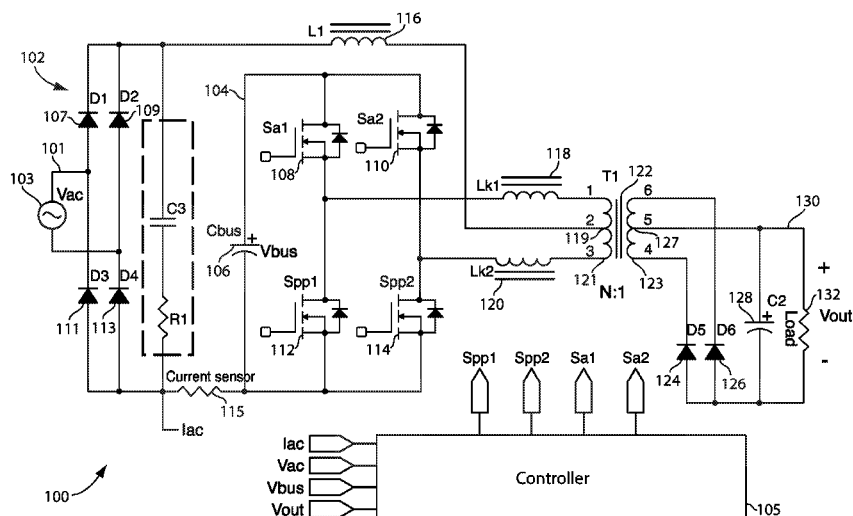 L1
116
102
104
D1
D2
107
109
Sa1
Sa2
101
108
110
118
103
Vac
C3
Lk1
T1
122
1
6
130
Cbus
2
5
119
127
106
Vbus
3
4
Lk2
121
123
120
N:1
D3
D4
Spp1
Spp2
R1
111
113
112
114
128
C2
132
Load
Vout
D5
D6
124
126
Current sensor
115
Iac
Spp1
Spp2
Sa1
Sa2
Iac
Vac
Vbus
Vout
Controller
105
100
+
-